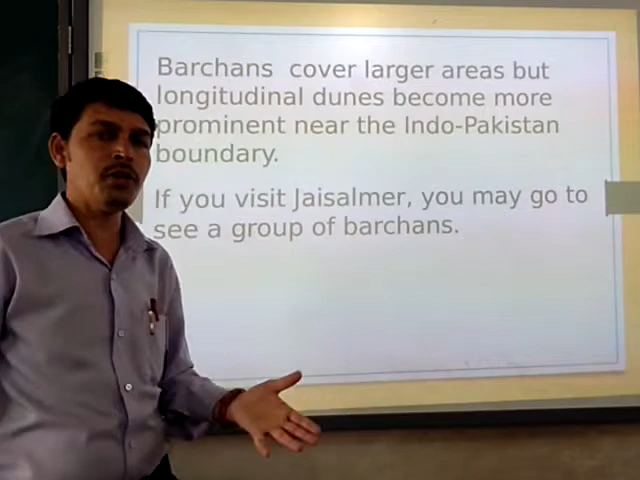 Barchans cover larger areas but
longitudinal dunes become more
prominent near the Indo-Pakistan
boundary.
If you visit Jaisalmer, you may go to
see a group of barchans.